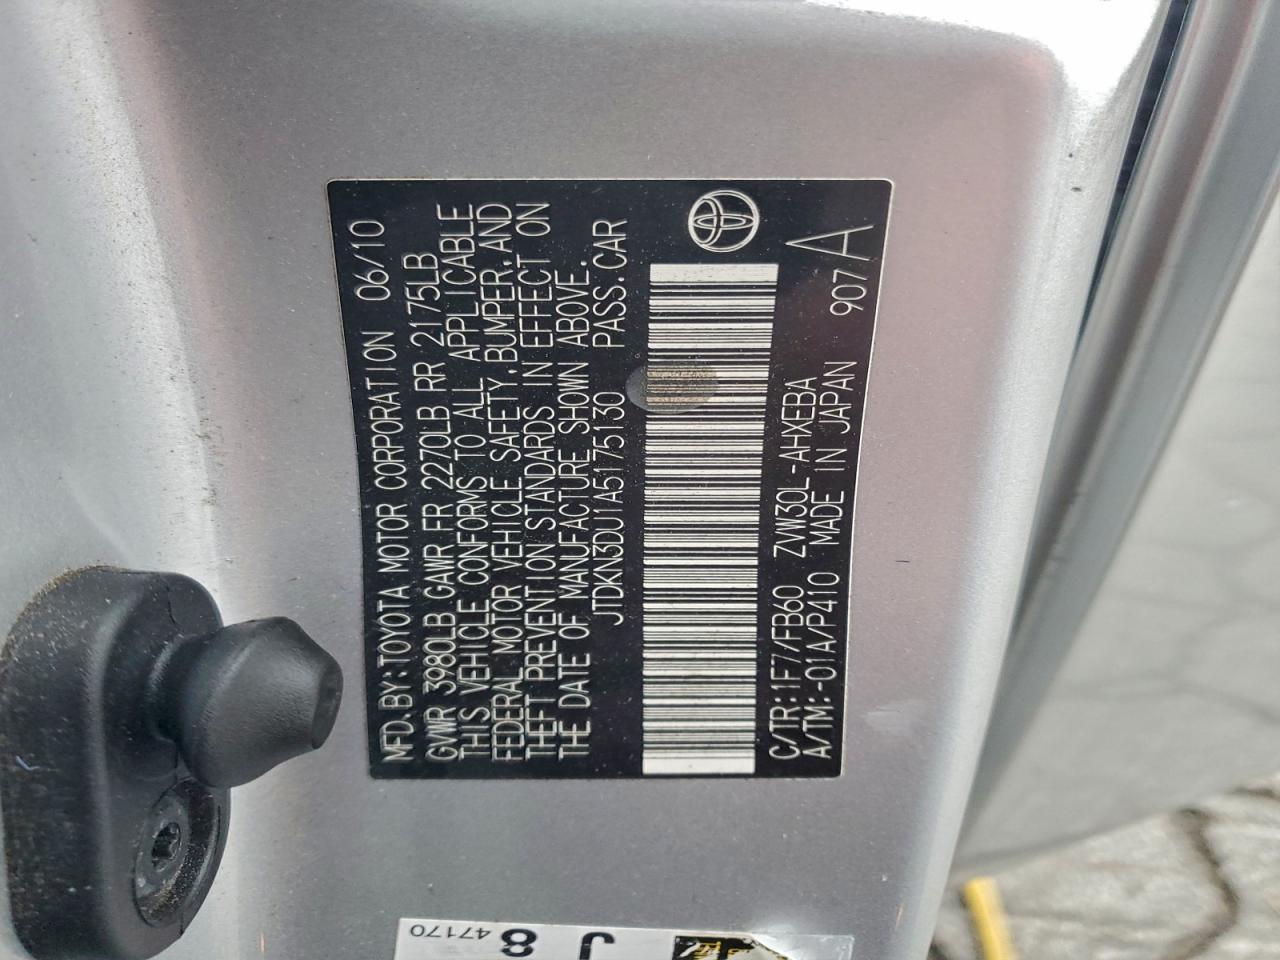 MFD.BY:TOYOTA MOTOR CORPORATION 06/10
GVWR 3980LB GAWR FR 2270LB RR 2175LB
THIS VEHICLE CONFORMS TO ALL APPLICABLE
FEDERAL MOTOR VEHICLE SAFETY,BUMPER,AND
THEFT PREVENTION STANDARDS IN EFFECT ON
THE DATE OF MANUFACTURE SHOWN ABOVE.
JTDKN3DU1A5175130 PASS.CAR
C/TR:1F7/FB60 ZVW30L-AHXEBA
A/TM:-01A/P410 MADE IN JAPAN 907 A
J 8
47170